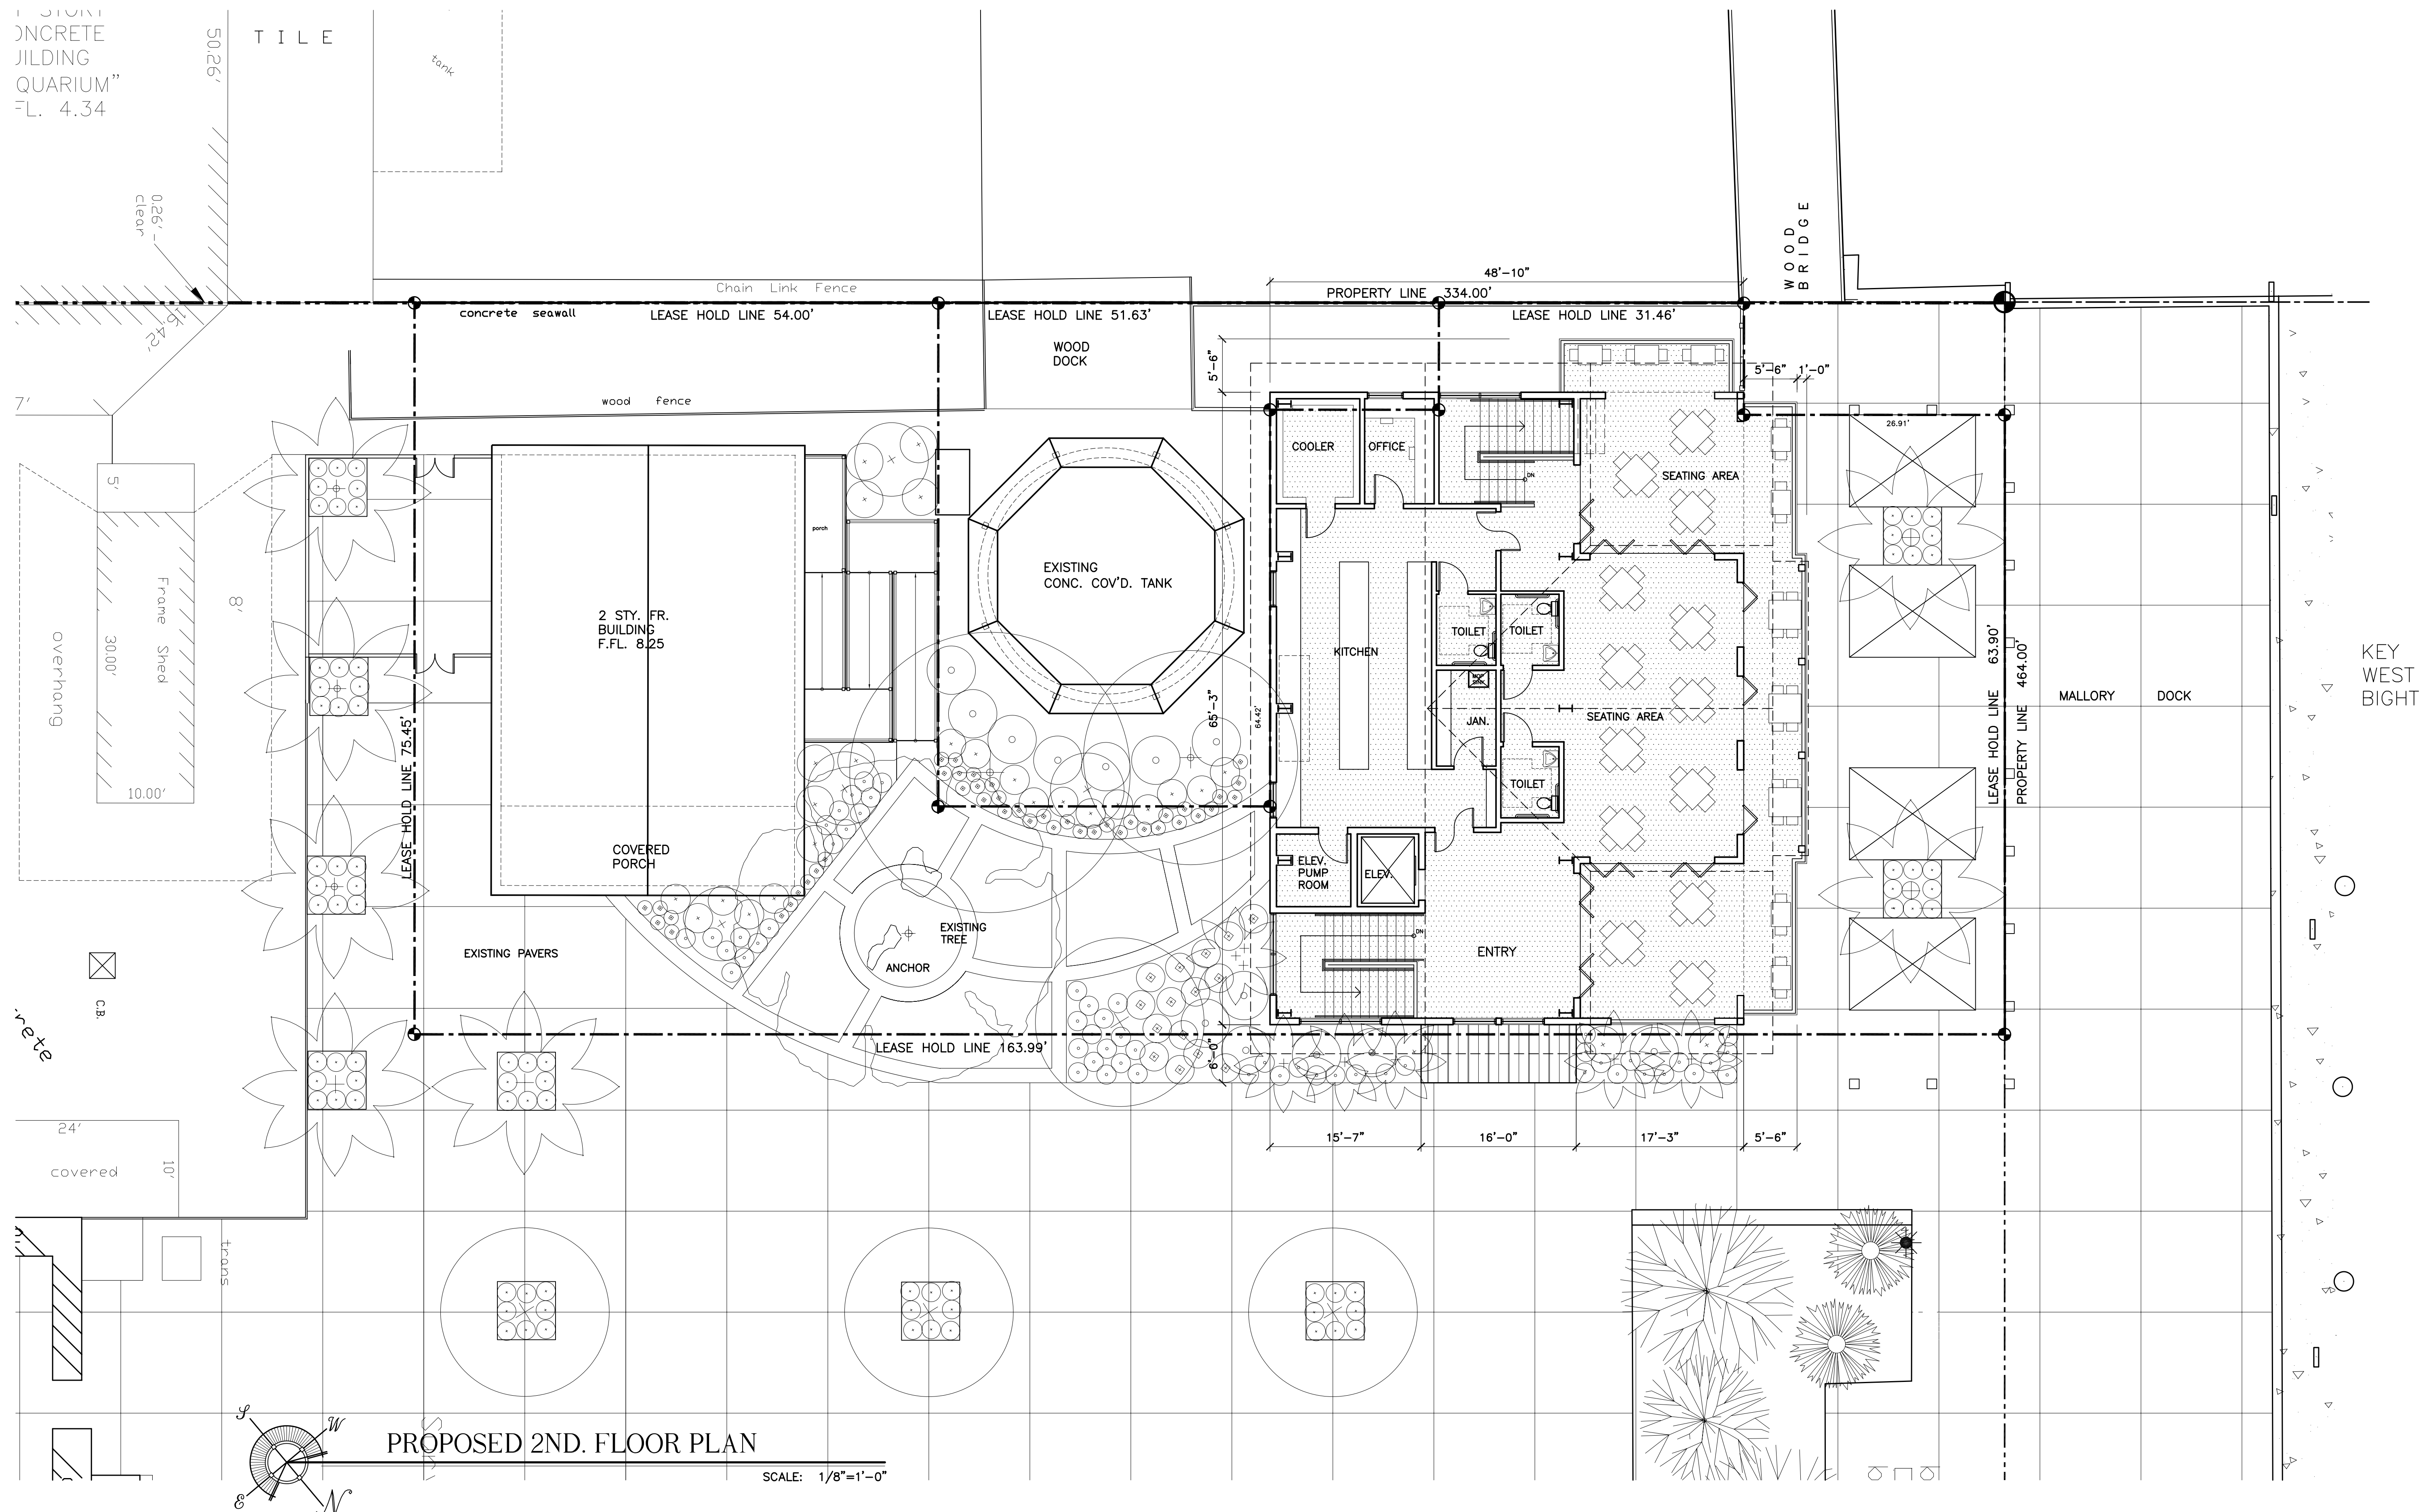 ONCRETE
UILDING
QUARIUM"
FL. 4.34
50.26'
TILE
tank
0.26'
clear
16.42'
7'
Chain Link Fence
concrete seawall
LEASE HOLD LINE 54.00'
LEASE HOLD LINE 51.63'
PROPERTY LINE 334.00'
LEASE HOLD LINE 31.46'
48'-10"
WOOD
BRIDGE
WOOD
DOCK
wood fence
5'-6"
5'-6"
1'-0"
26.91'
COOLER
OFFICE
DN
SEATING AREA
porch
EXISTING
CONC. COV'D. TANK
2 STY. FR.
BUILDING
F.FL. 8.25
5'
Frame Shed
30.00'
8'
overhang
10.00'
LEASE HOLD LINE 75.45'
65'-3"
64.42'
KITCHEN
TOILET
TOILET
MOP
SINK
JAN.
SEATING AREA
TOILET
LEASE HOLD LINE 63.90'
PROPERTY LINE 464.00'
MALLORY DOCK
KEY
WEST
BIGHT
COVERED
PORCH
ELEV.
PUMP
ROOM
ELEV.
EXISTING
TREE
ANCHOR
EXISTING PAVERS
DN
ENTRY
C.B.
rete
LEASE HOLD LINE 163.99'
6'-0"
24'
covered
10'
15'-7"
16'-0"
17'-3"
5'-6"
trans
S
W
E
N
PROPOSED 2ND. FLOOR PLAN
SCALE: 1/8"=1'-0"